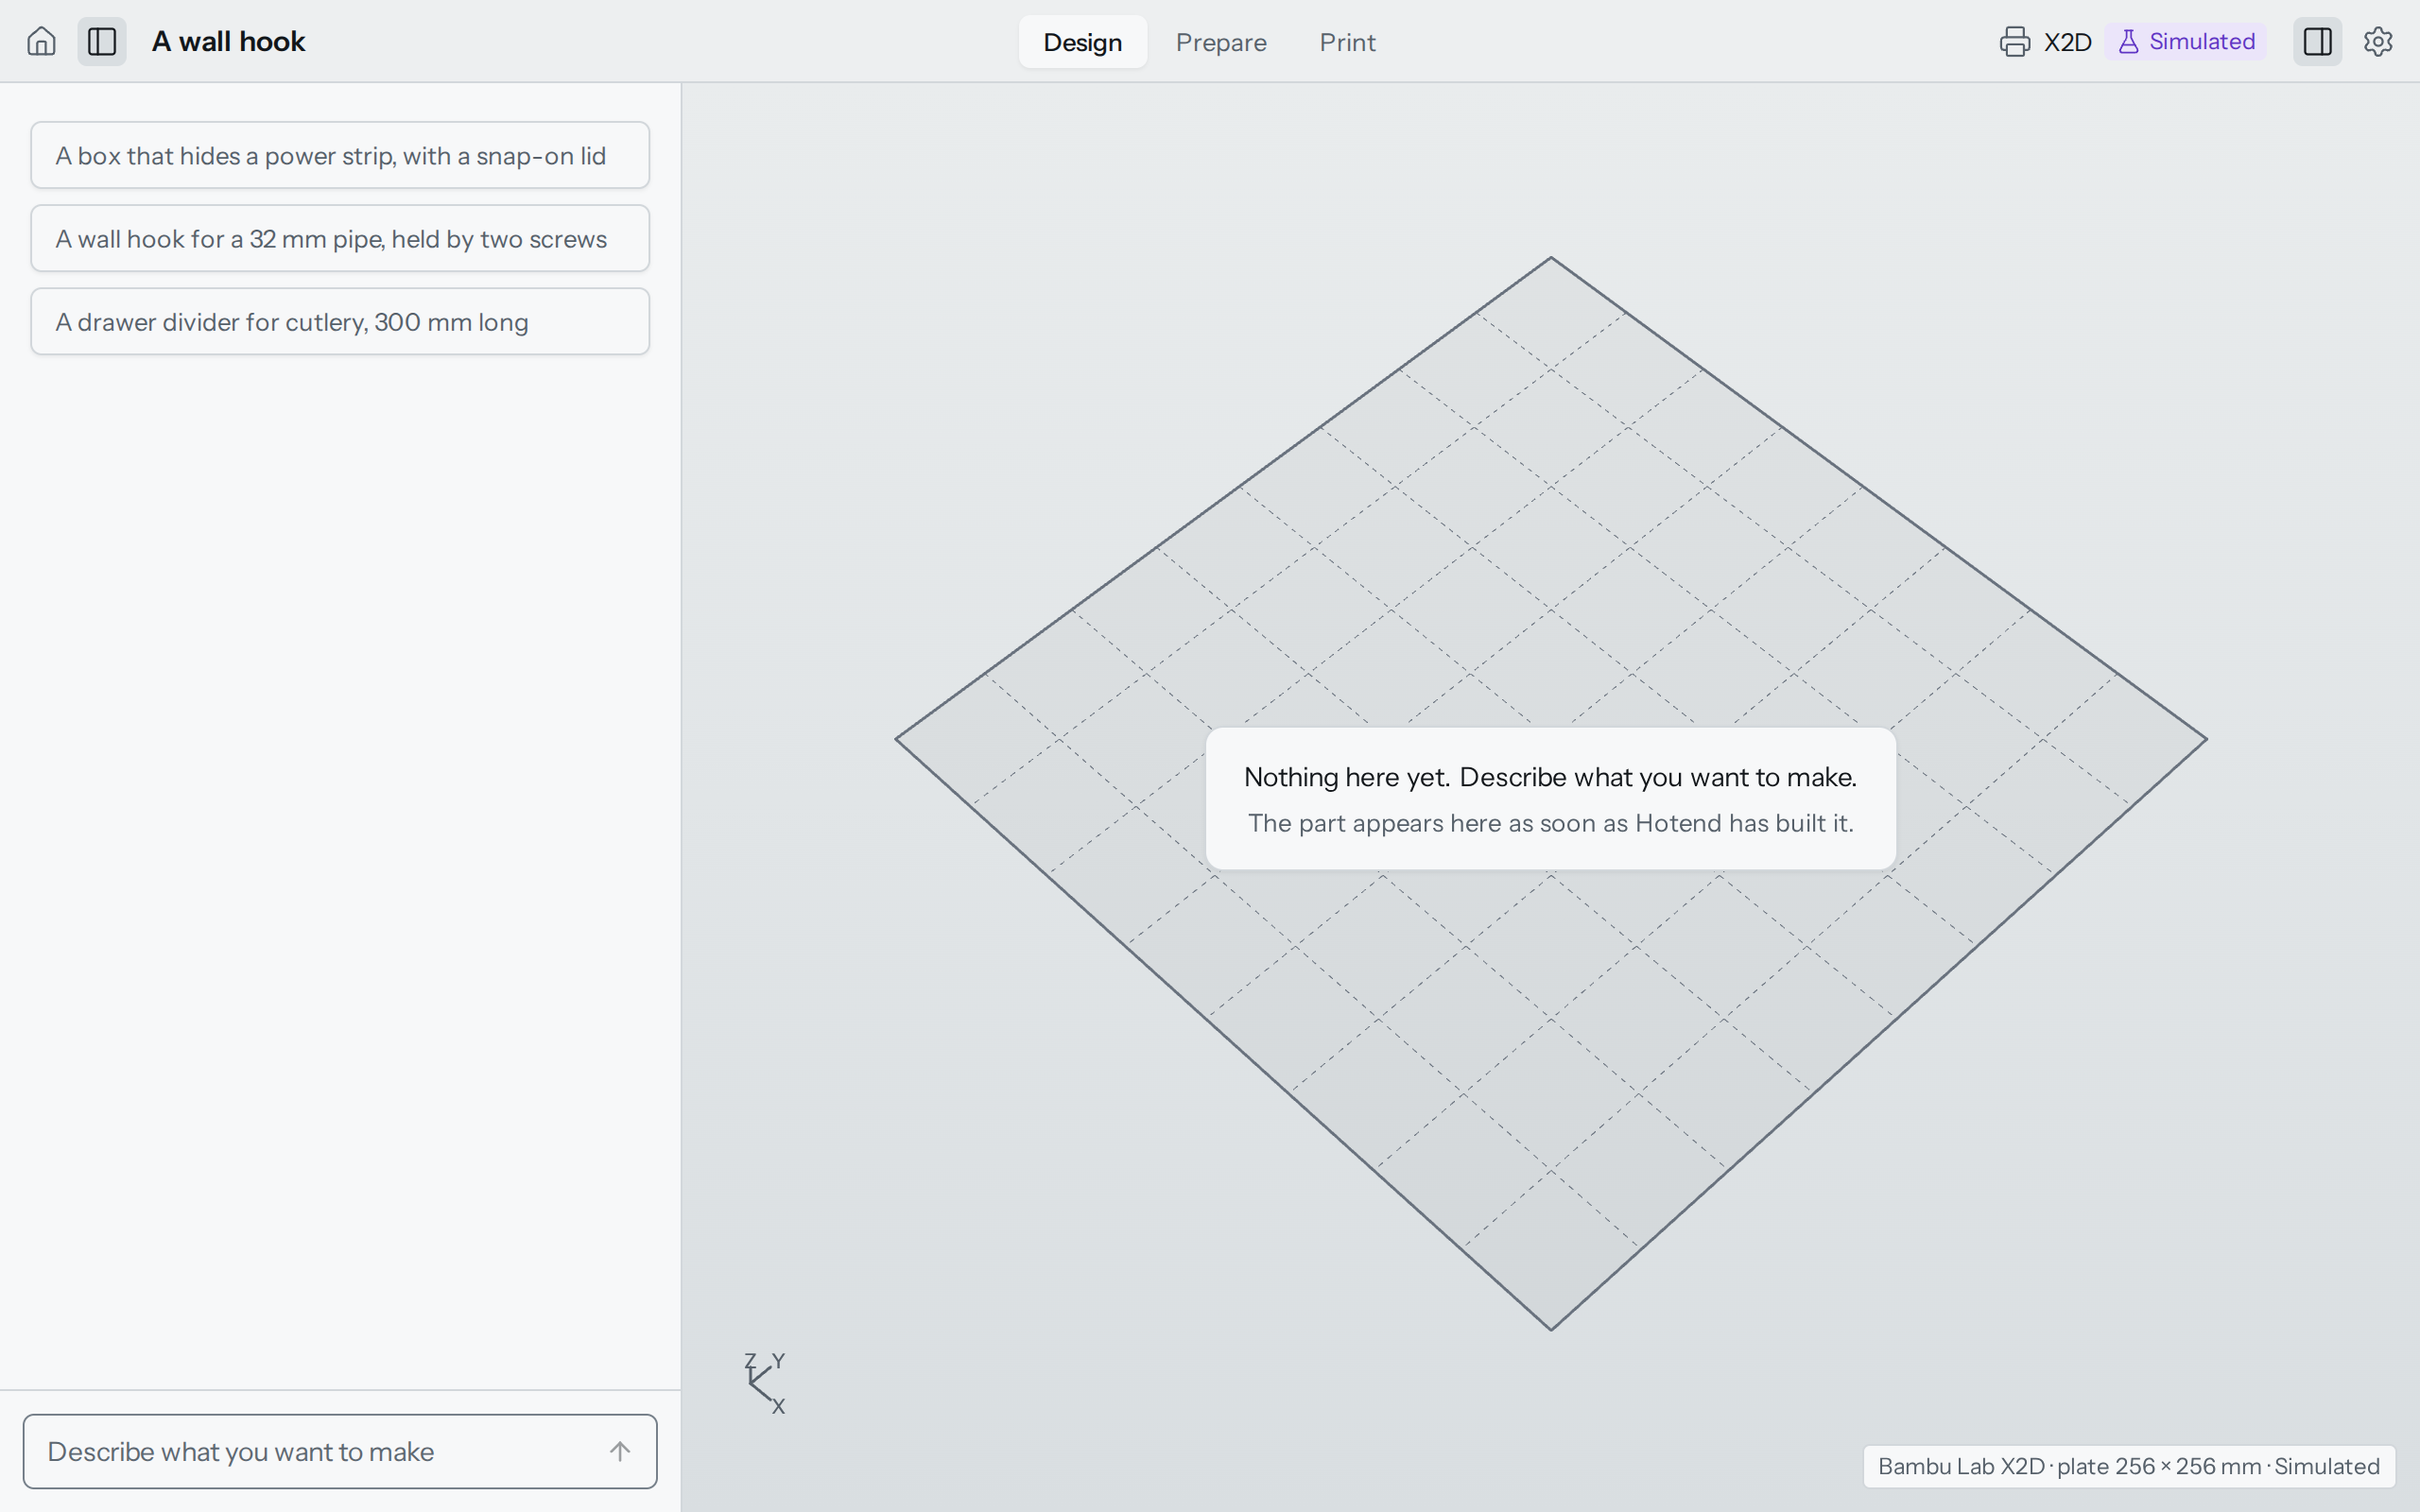 A wall hook
Design
Prepare
Print
X2D
Simulated
A box that hides a power strip, with a snap-on lid
A wall hook for a 32 mm pipe, held by two screws
A drawer divider for cutlery, 300 mm long
Nothing here yet. Describe what you want to make.
The part appears here as soon as Hotend has built it.
Z Y
X
Describe what you want to make
Bambu Lab X2D · plate 256 × 256 mm · Simulated